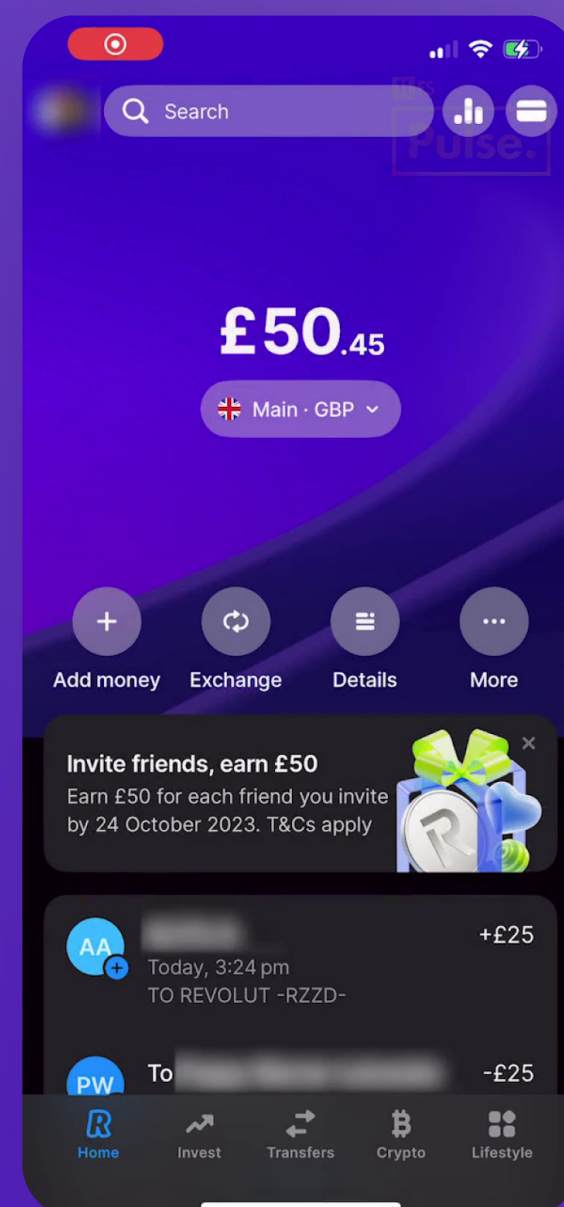 Search
Pulse.
£50.45
Main · GBP
Add money
Exchange
Details
More
Invite friends, earn £50
Earn £50 for each friend you invite
by 24 October 2023. T&Cs apply
AA
+£25
Today, 3:24 pm
TO REVOLUT -RZZD-
PW
To
-£25
Home
Invest
Transfers
Crypto
Lifestyle